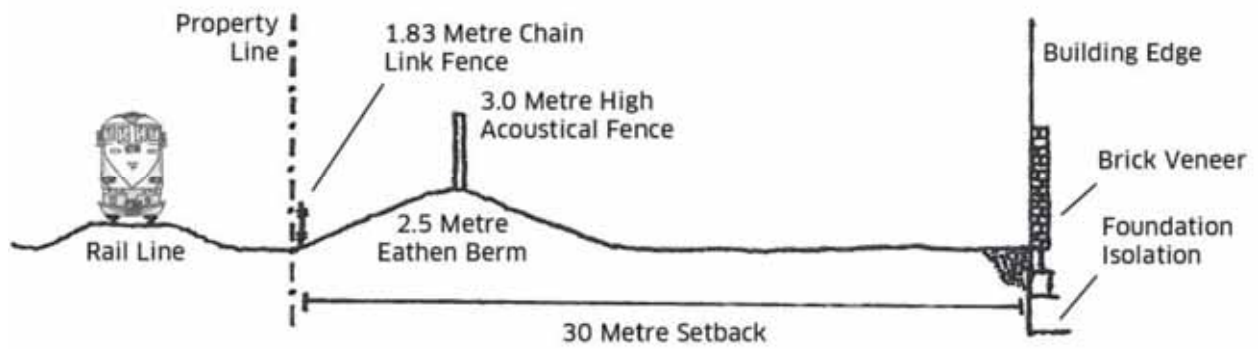 Property
Line
1.83 Metre Chain
Link Fence
Building Edge
3.0 Metre High
Acoustical Fence
Brick Veneer
2.5 Metre
Eathen Berm
Rail Line
Foundation
Isolation
30 Metre Setback